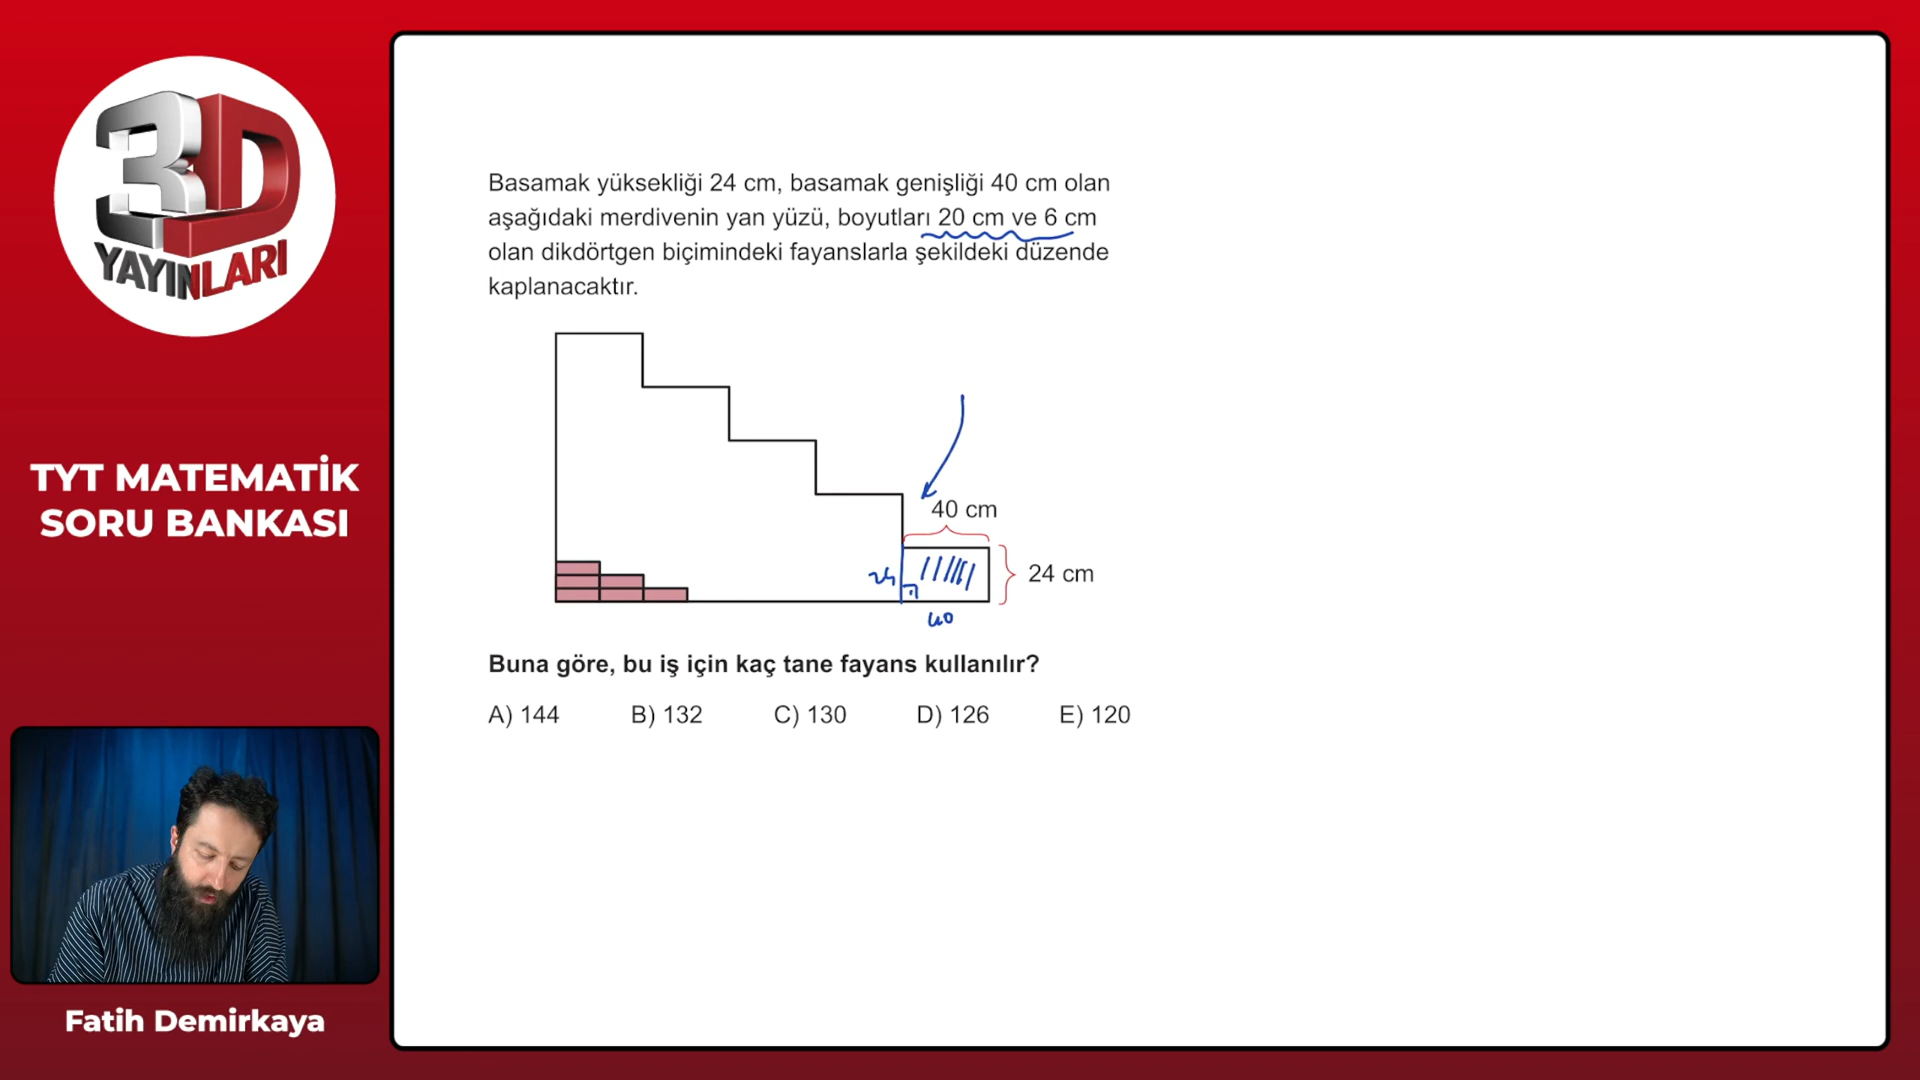 3D
YAYINLARI
TYT MATEMATİK
SORU BANKASI
Fatih Demirkaya
Basamak yüksekliği 24 cm, basamak genişliği 40 cm olan
aşağıdaki merdivenin yan yüzü, boyutları 20 cm ve 6 cm
olan dikdörtgen biçimindeki fayanslarla şekildeki düzende
kaplanacaktır.
40 cm
24
24 cm
40
Buna göre, bu iş için kaç tane fayans kullanılır?
A) 144 B) 132 C) 130 D) 126 E) 120